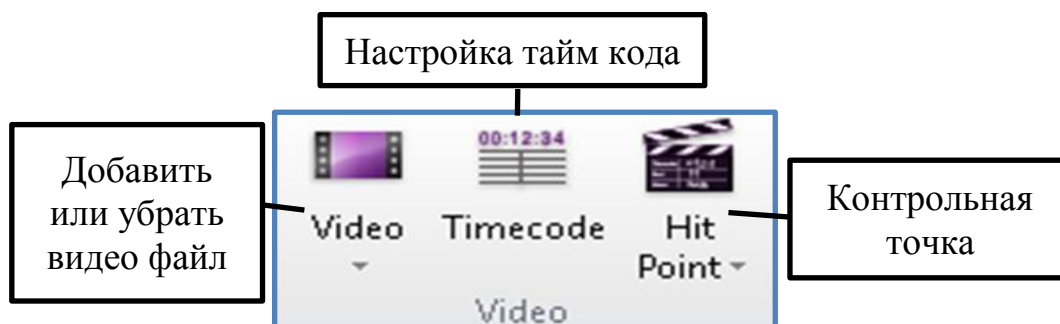 Настройка тайм кода
Добавить
или убрать
видео файл
00:12:34
Video
Timecode
Hit
Point
Контрольная
точка
Video